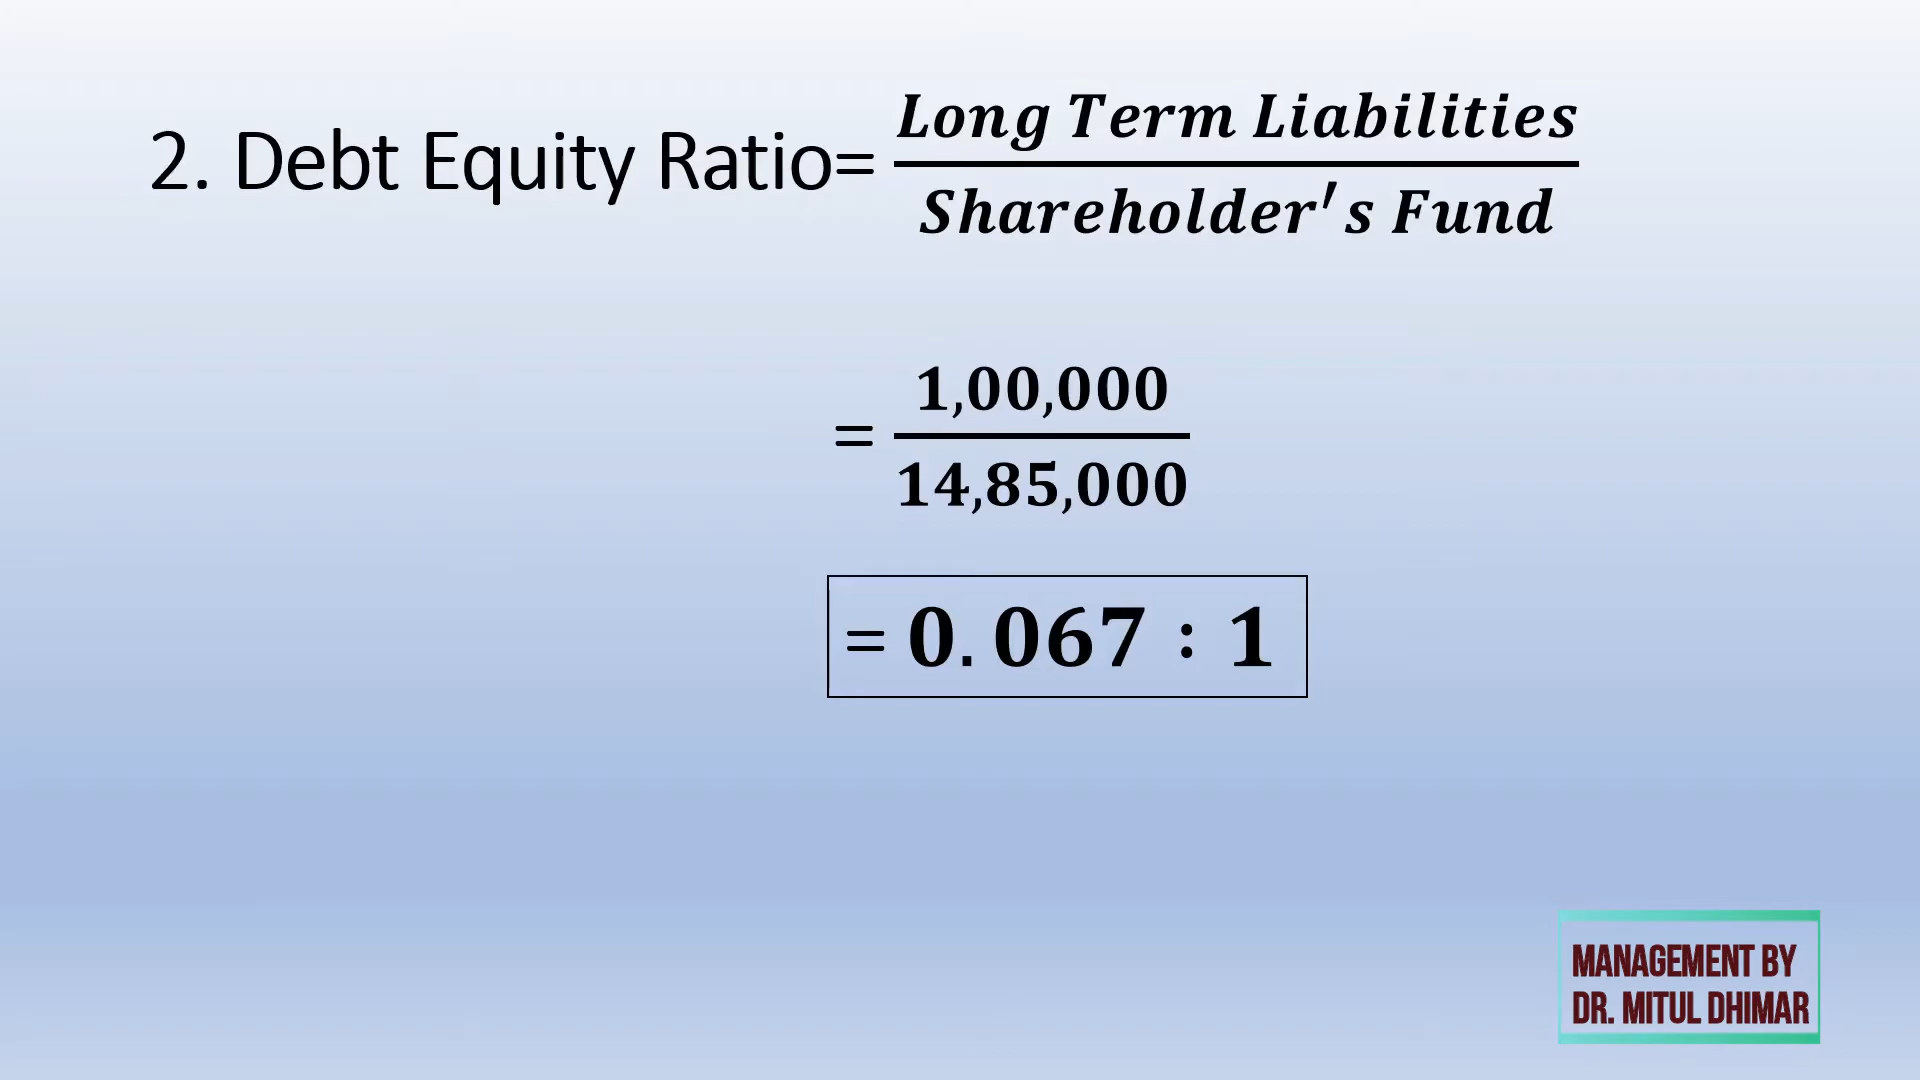 2. Debt Equity Ratio= Long Term Liabilities
Shareholder's Fund
= 1,00,000
14,85,000
= 0.067 : 1
MANAGEMENT BY
DR. MITUL DHIMAR